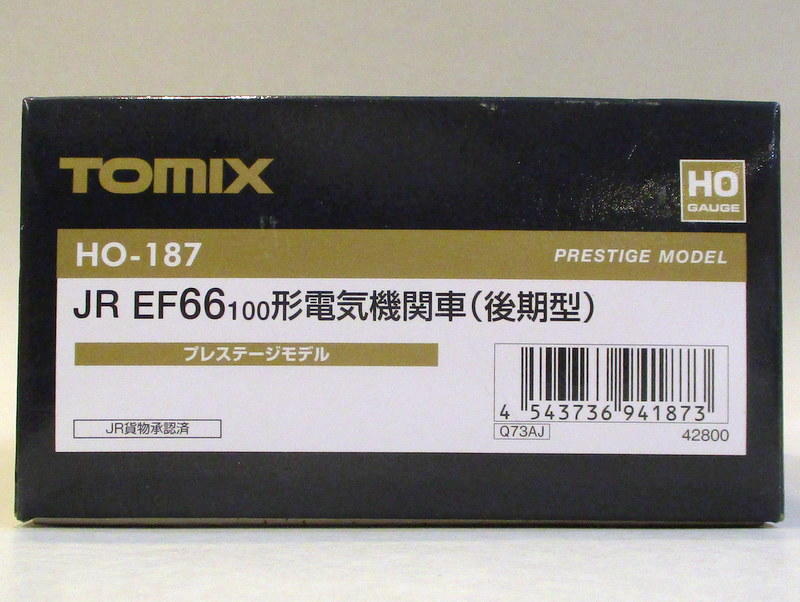 TOMIX
HO
GAUGE
HO-187
PRESTIGE MODEL
JR EF66100形電気機関車(後期型)
プレステージモデル
4 543736 941873
JR貨物承認済
Q73AJ
42800